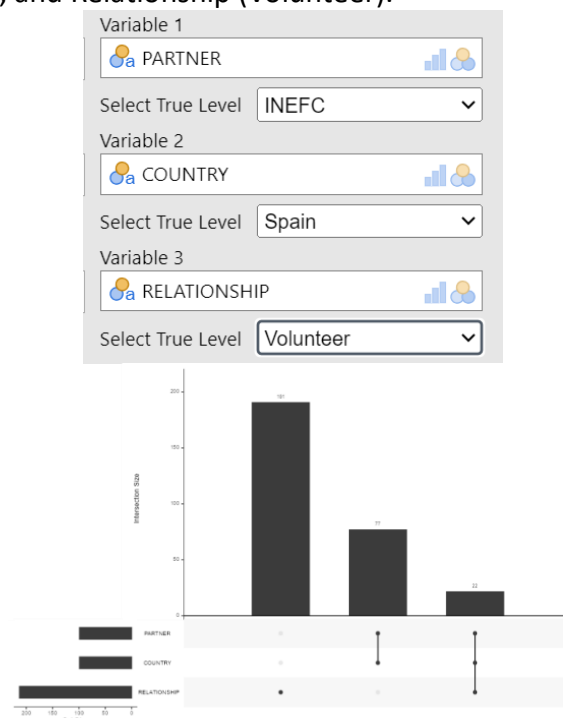 , and Relationship (Volunteer).
Variable 1
a PARTNER
Select True Level INEFC
Variable 2
a COUNTRY
Select True Level Spain
Variable 3
a RELATIONSHIP
Select True Level Volunteer
200
191
150
Intersection Size
100
77
50
22
0
PARTNER
COUNTRY
RELATIONSHIP
200 150 100 50 0